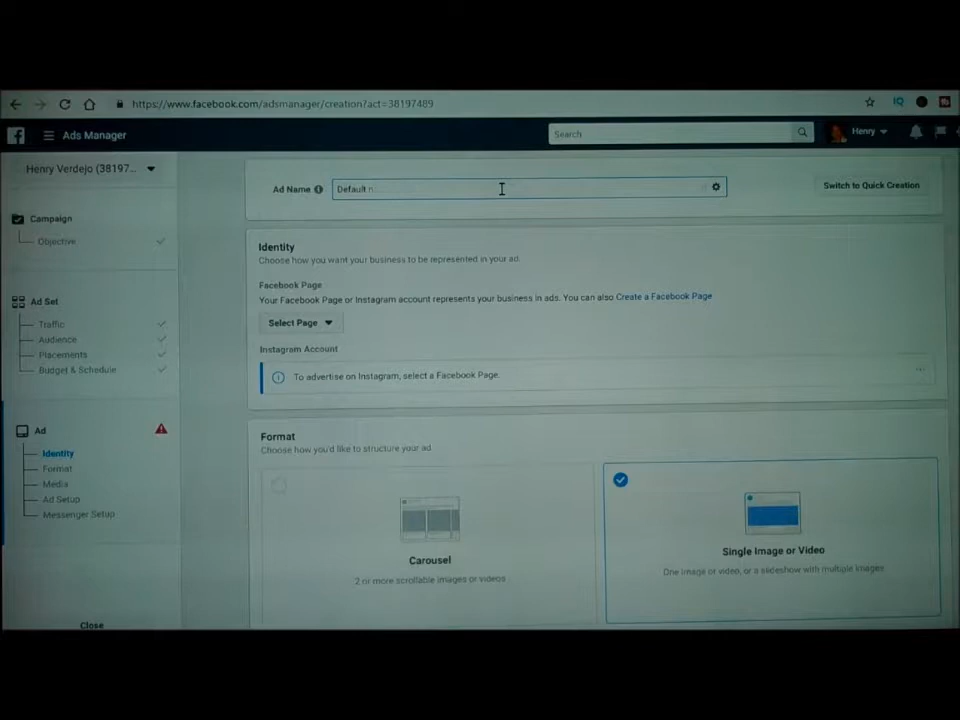 https://www.facebook.com/adsmanager/creation?act=38197489
Ads Manager
Search
Henry
Henry Verdejo (38197...
Ad Name
Default n
Switch to Quick Creation
Campaign
Objective
Identity
Choose how you want your business to be represented in your ad.
Facebook Page
Your Facebook Page or Instagram account represents your business in ads. You can also Create a Facebook Page
Select Page
Instagram Account
To advertise on Instagram, select a Facebook Page.
Ad Set
Traffic
Audience
Placements
Budget & Schedule
Ad
Identity
Format
Media
Ad Setup
Messenger Setup
Close
Format
Choose how you'd like to structure your ad
Carousel
2 or more scrollable images or videos
Single Image or Video
One image or video, or a slideshow with multiple images